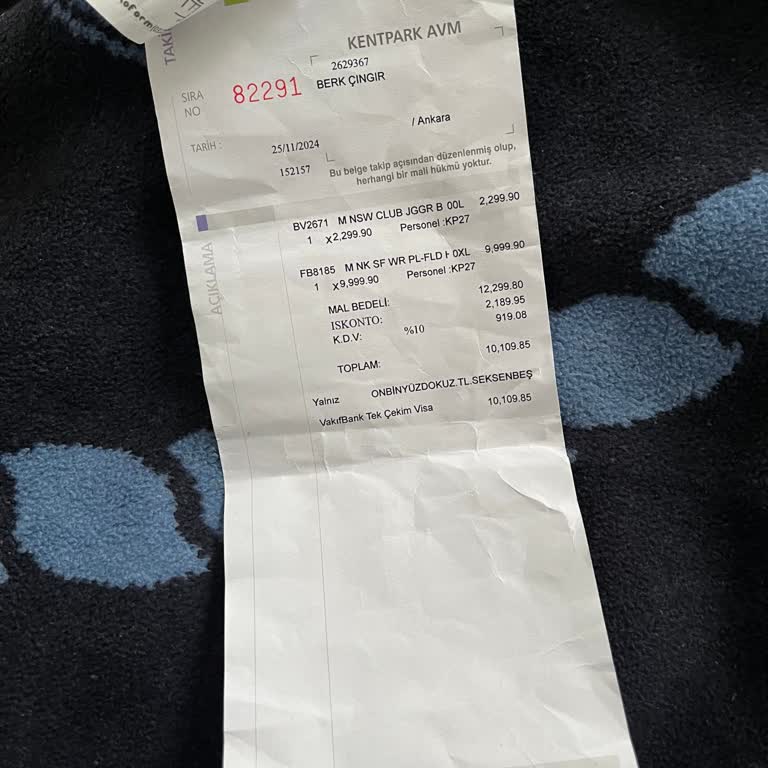 KENTPARK AVM
2629367
SIRA NO 82291 BERK ÇINGIR
/ Ankara
TARİH : 25/11/2024
152157
Bu belge takip açısından düzenlenmiş olup,
herhangi bir mali hükmü yoktur.
AÇIKLAMA
BV2671 M NSW CLUB JGGR B 00L 2,299.90
1 X2,299.90 Personel :KP27
FB8185 M NK SF WR PL-FLD H 0XL 9,999.90
1 X9,999.90 Personel :KP27
MAL BEDELİ: 12,299.80
ISKONTO: 2,189.95
K.D.V: %10 919.08
TOPLAM: 10,109.85
Yalnız ONBİNYÜZDOKUZ.TL.SEKSENBEŞ
VakıfBank Tek Çekim Visa 10,109.85